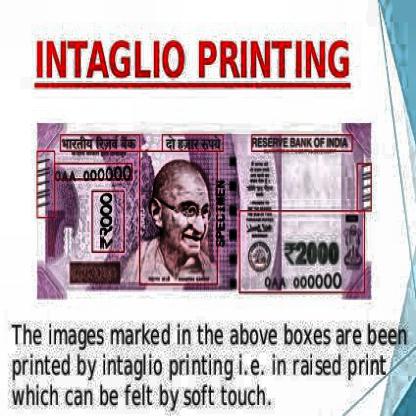 INTAGLIO PRINTING
भारतीय रिज़र्व बैंक
दो हज़ार रुपये
RESERVE BANK OF INDIA
0AA 000000
₹2000
SPECIMEN
₹2000
0AA 000000
The images marked in the above boxes are been
printed by intaglio printing i.e. in raised print
which can be felt by soft touch.